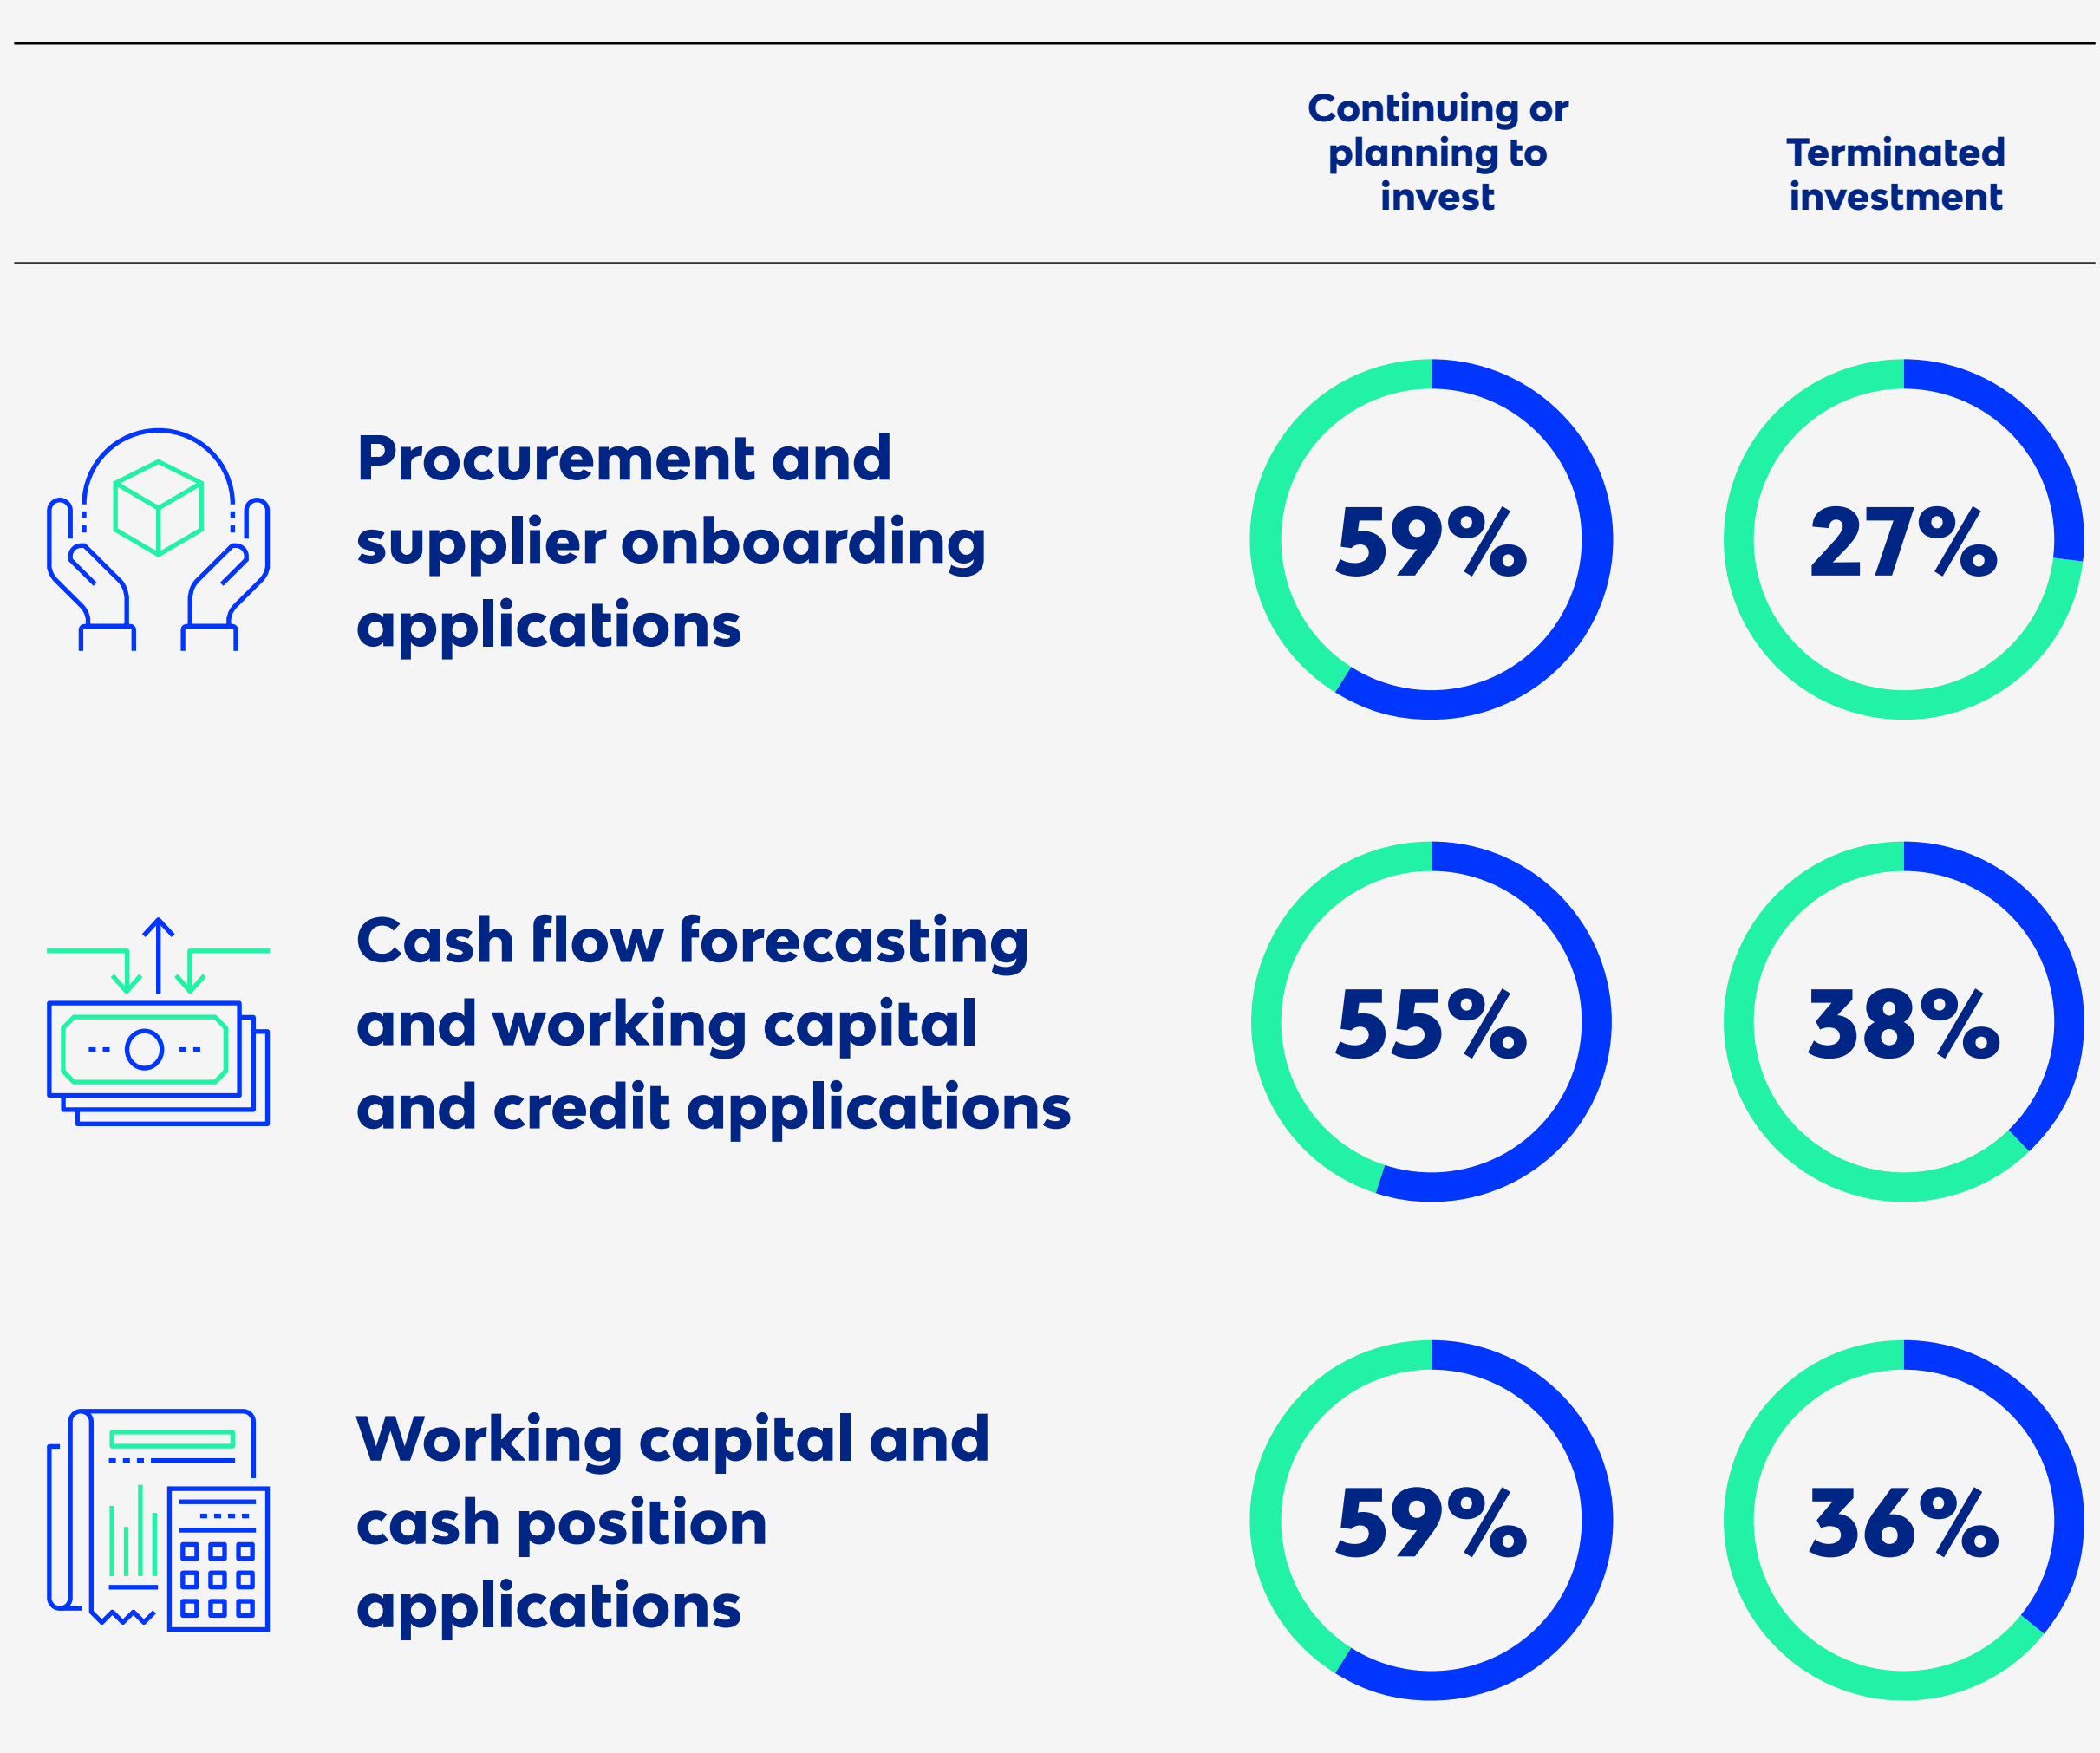 Continuing or
planning to
invest
Terminated
investment
Procurement and
supplier onboarding
applications
59%
27%
Cash flow forecasting
and working capital
and credit applications
55%
38%
Working capital and
cash position
applications
59%
36%